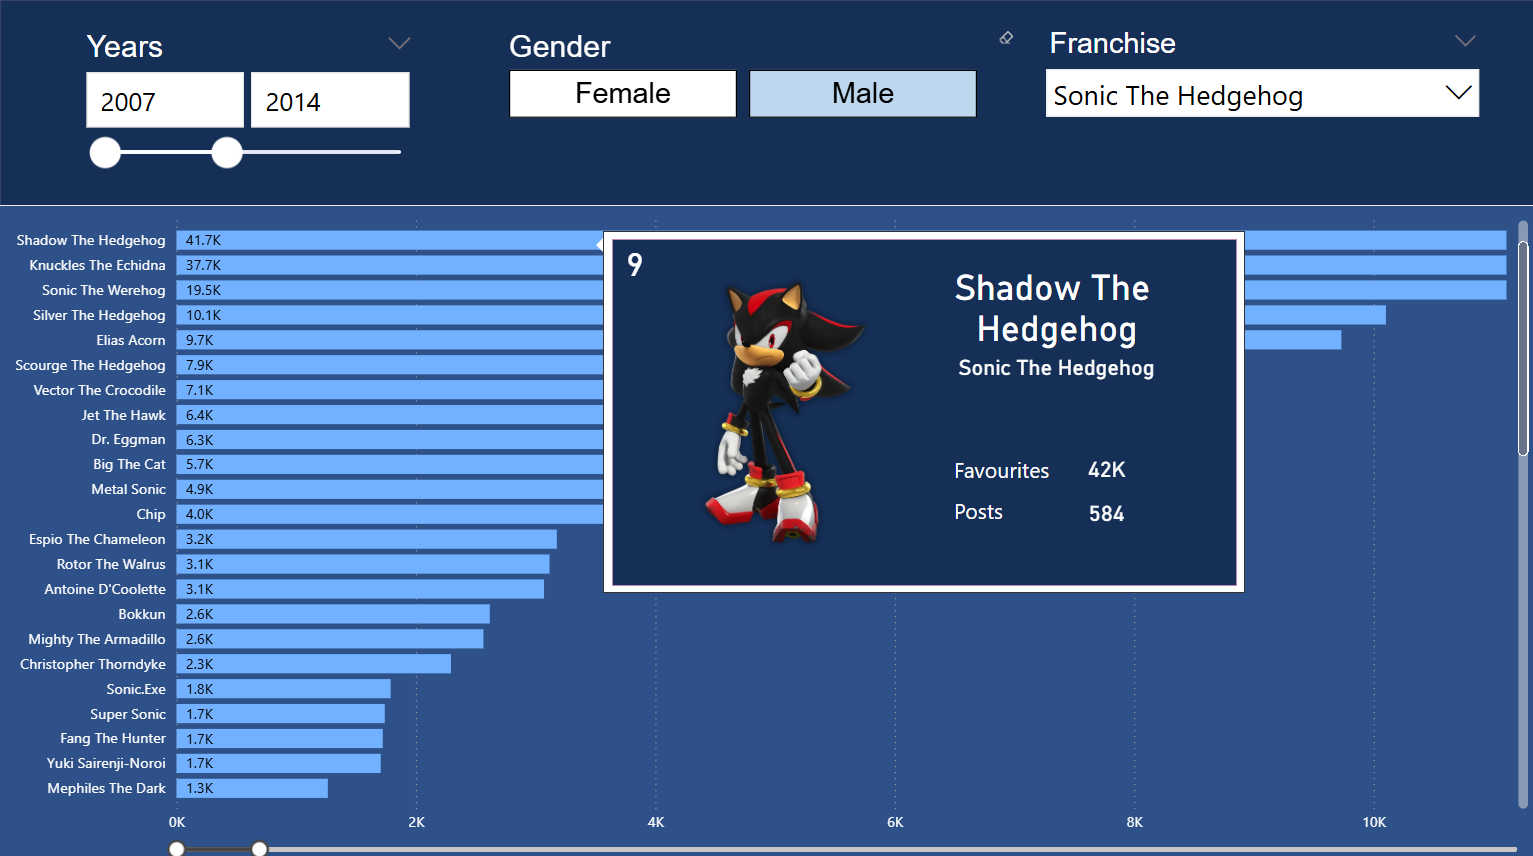 Years
Gender
Franchise
2007
2014
Female
Male
Sonic The Hedgehog
Shadow The Hedgehog 41.7K
Knuckles The Echidna 37.7K
Sonic The Werehog 19.5K
Silver The Hedgehog 10.1K
Elias Acorn 9.7K
Scourge The Hedgehog 7.9K
Vector The Crocodile 7.1K
Jet The Hawk 6.4K
Dr. Eggman 6.3K
Big The Cat 5.7K
Metal Sonic 4.9K
Chip 4.0K
Espio The Chameleon 3.2K
Rotor The Walrus 3.1K
Antoine D'Coolette 3.1K
Bokkun 2.6K
Mighty The Armadillo 2.6K
Christopher Thorndyke 2.3K
Sonic.Exe 1.8K
Super Sonic 1.7K
Fang The Hunter 1.7K
Yuki Sairenji-Noroi 1.7K
Mephiles The Dark 1.3K
0K 2K 4K 6K 8K 10K
9
Shadow The
Hedgehog
Sonic The Hedgehog
Favourites 42K
Posts 584